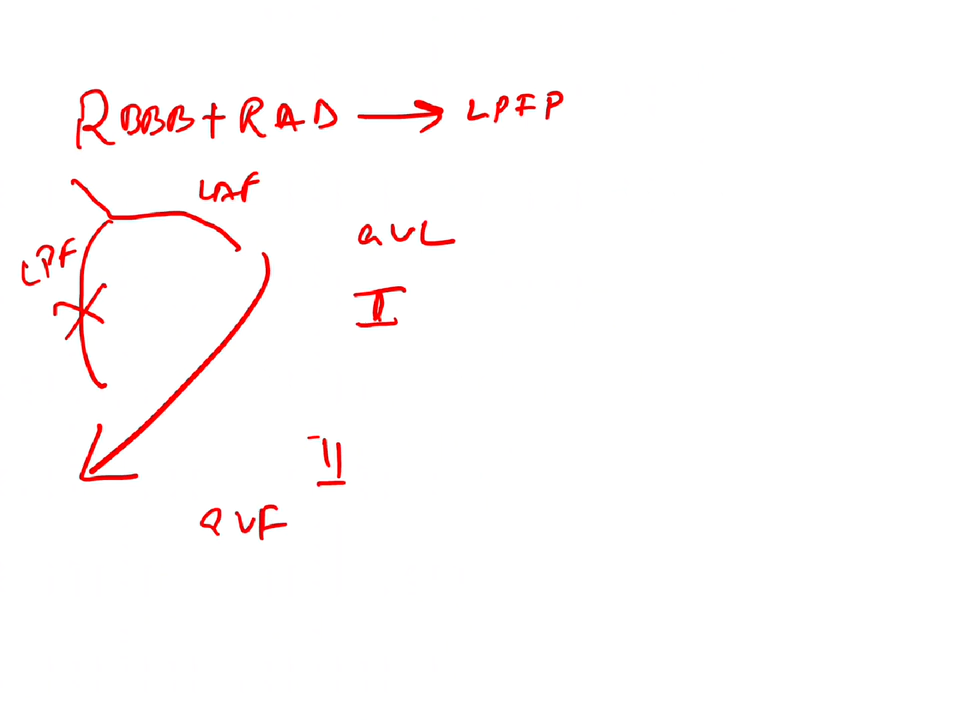 RBBB + RAD → LPFP
LAF
LPF
aVL
I
II
aVF